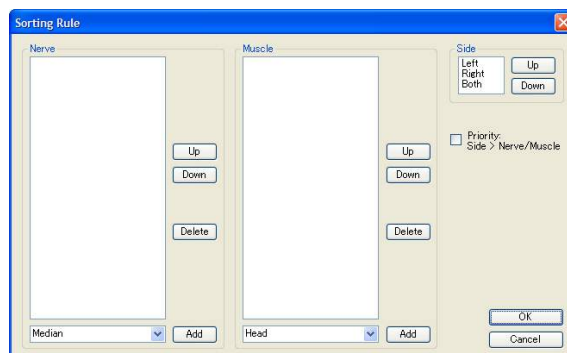 Sorting Rule
Nerve
Muscle
Side
Left
Right
Both
Up
Down
Priority:
Side > Nerve/Muscle
Up
Down
Delete
Up
Down
Delete
Median
Add
Head
Add
OK
Cancel